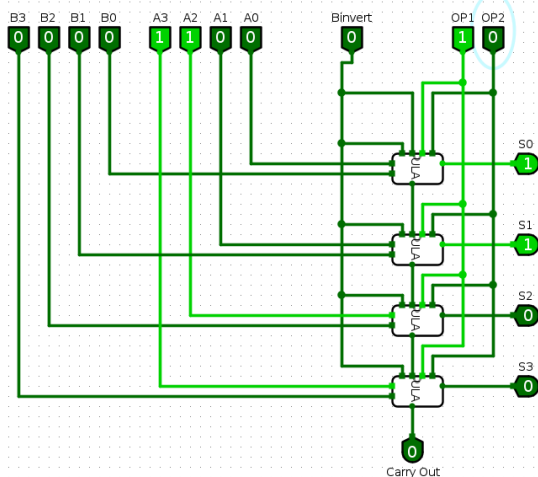 B3 B2 B1 B0 A3 A2 A1 A0 Binvert OP1 OP2
0 0 0 0 1 1 0 0 0 1 0
S0
ULA
1
S1
ULA
1
S2
ULA
0
S3
ULA
0
0
Carry Out